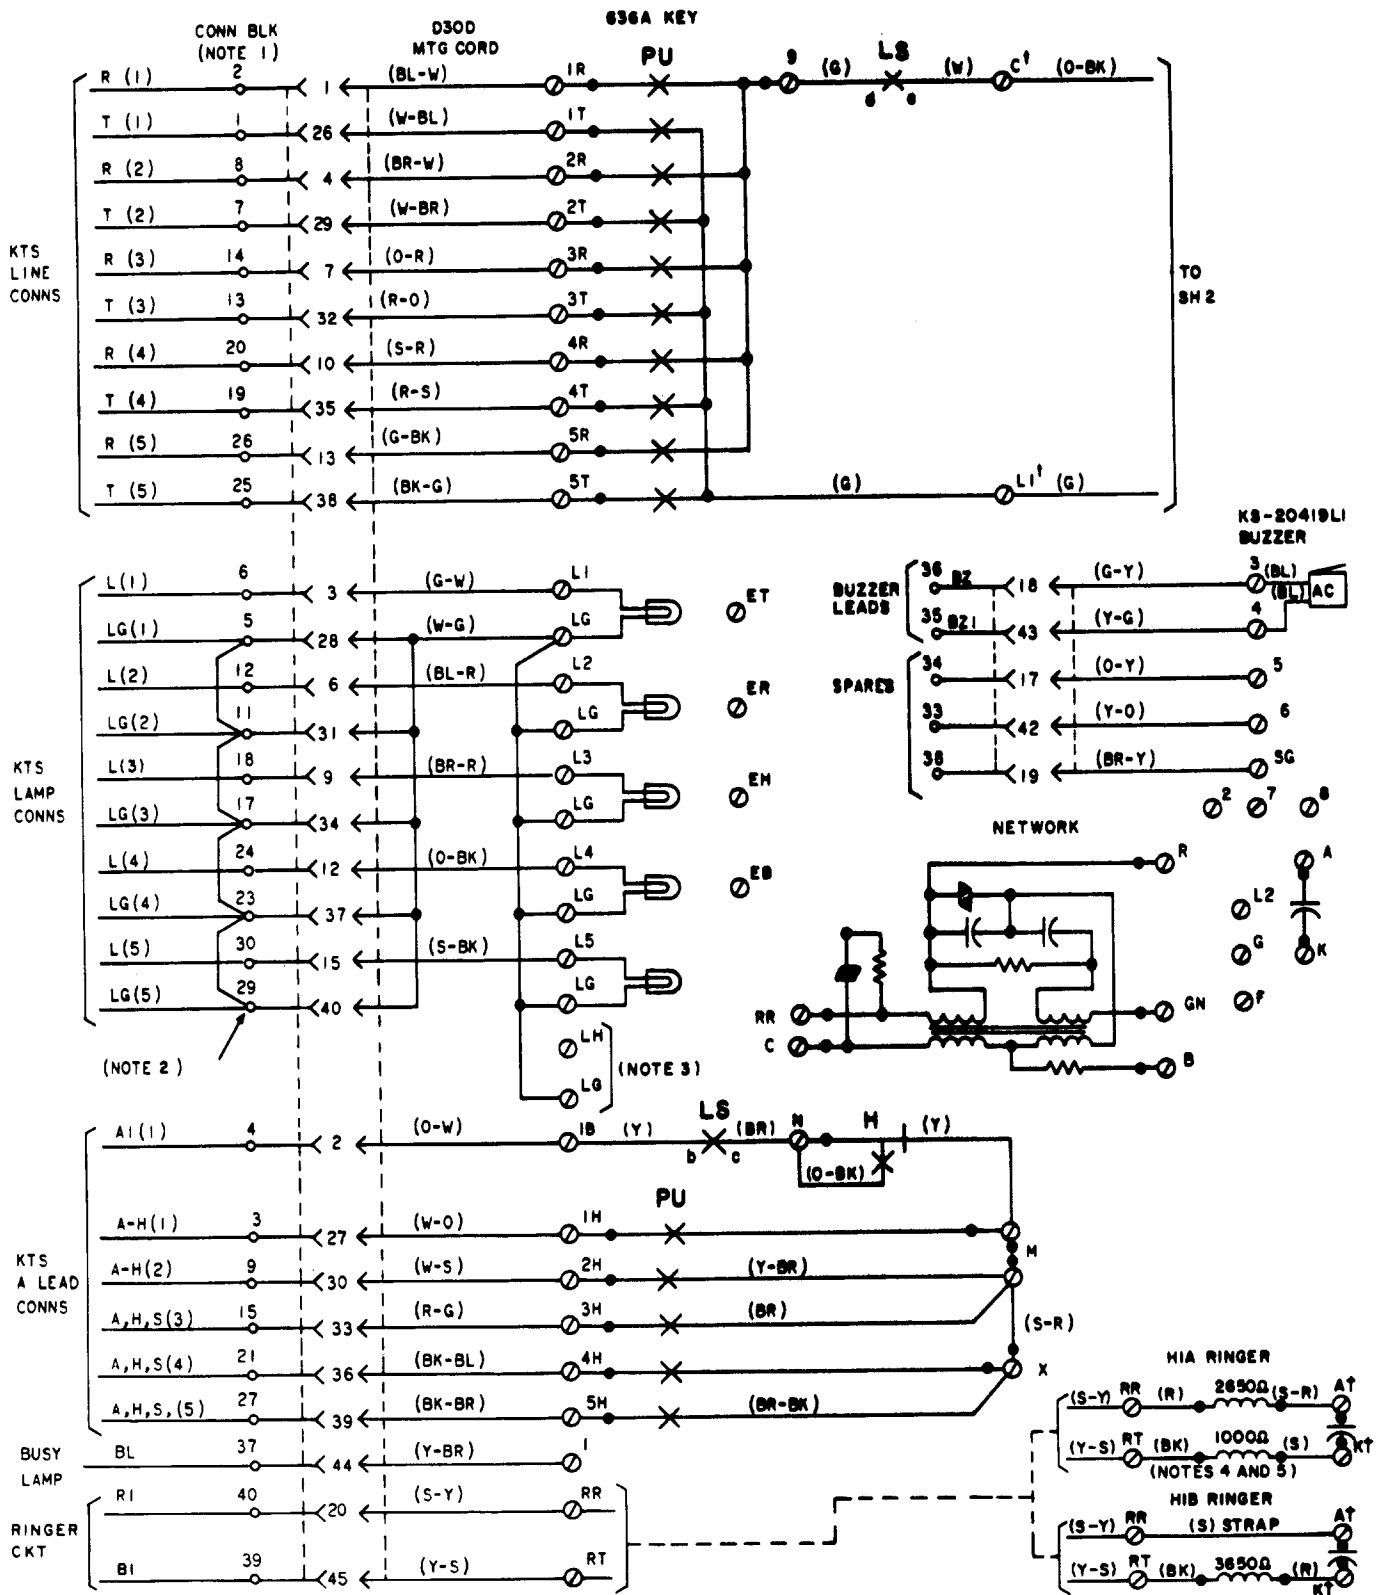 636A KEY
CONN BLK
(NOTE 1)
D30D
MTG CORD
PU
R (1) 2 1 (BL-W) 1R 9 (G) LS (W) C† (O-BK)
d e
T (1) 1 26 (W-BL) 1T
R (2) 8 4 (BR-W) 2R
T (2) 7 29 (W-BR) 2T
R (3) 14 7 (O-R) 3R
T (3) 13 32 (R-O) 3T
R (4) 20 10 (S-R) 4R
T (4) 19 35 (R-S) 4T
R (5) 26 13 (G-BK) 5R
T (5) 25 38 (BK-G) 5T (G) L1† (G)
KTS
LINE
CONNS
TO
SH 2
L(1) 6 3 (G-W) L1
LG(1) 5 28 (W-G) LG
L(2) 12 6 (BL-R) L2
LG(2) 11 31 LG
L(3) 18 9 (BR-R) L3
LG(3) 17 34 LG
L(4) 24 12 (O-BK) L4
LG(4) 23 37 LG
L(5) 30 15 (S-BK) L5
LG(5) 29 40 LG
KTS
LAMP
CONNS
(NOTE 2)
LH
LG
(NOTE 3)
ET
ER
EH
EB
KS-20419L1
BUZZER
BUZZER
LEADS
36 BZ 18 (G-Y) 3 (BL)
(BL) AC
35 BZ1 43 (Y-G) 4
SPARES
34 17 (O-Y) 5
33 42 (Y-O) 6
38 19 (BR-Y) SG
2 7 8
NETWORK
R
A
L2
G
K
F
RR
GN
C
B
A1(1) 4 2 (O-W) 1B (Y) LS (BR) N H (Y)
b c
(O-BK)
PU
A-H(1) 3 27 (W-O) 1H
M
A-H(2) 9 30 (W-S) 2H (Y-BR)
A,H,S(3) 15 33 (R-G) 3H (BR)
(S-R)
A,H,S(4) 21 36 (BK-BL) 4H
X
A,H,S,(5) 27 39 (BK-BR) 5H (BR-BK)
KTS
A LEAD
CONNS
BUSY
LAMP
BL 37 44 (Y-BR) 1
RINGER
CKT
R1 40 20 (S-Y) RR
B1 39 45 (Y-S) RT
H1A RINGER
(S-Y) RR (R) 2650Ω (S-R) A†
(Y-S) RT (BK) 1000Ω (S) K†
(NOTES 4 AND 5)
H1B RINGER
(S-Y) RR (S) STRAP A†
(Y-S) RT (BK) 3650Ω (R) K†